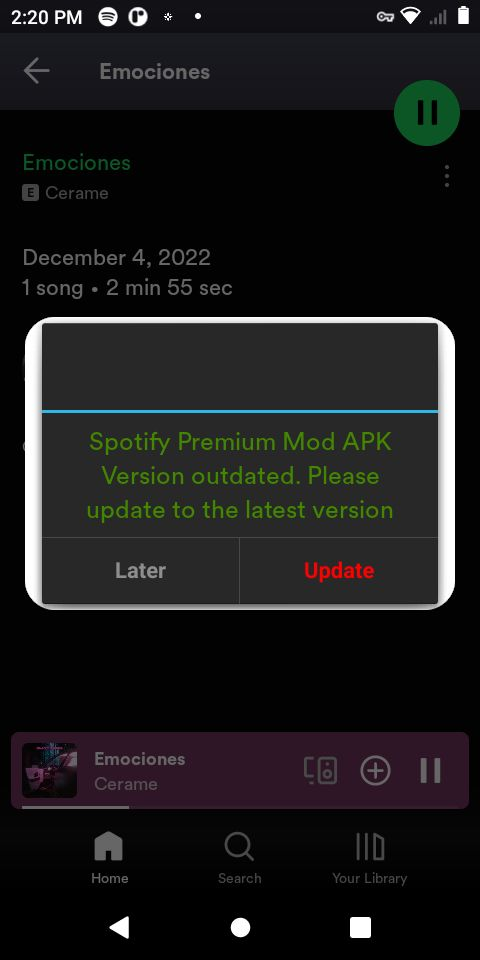 2:20 PM
Emociones
Emociones
E Cerame
December 4, 2022
1 song • 2 min 55 sec
Spotify Premium Mod APK
Version outdated. Please
update to the latest version
Later
Update
Emociones
Cerame
Home
Search
Your Library